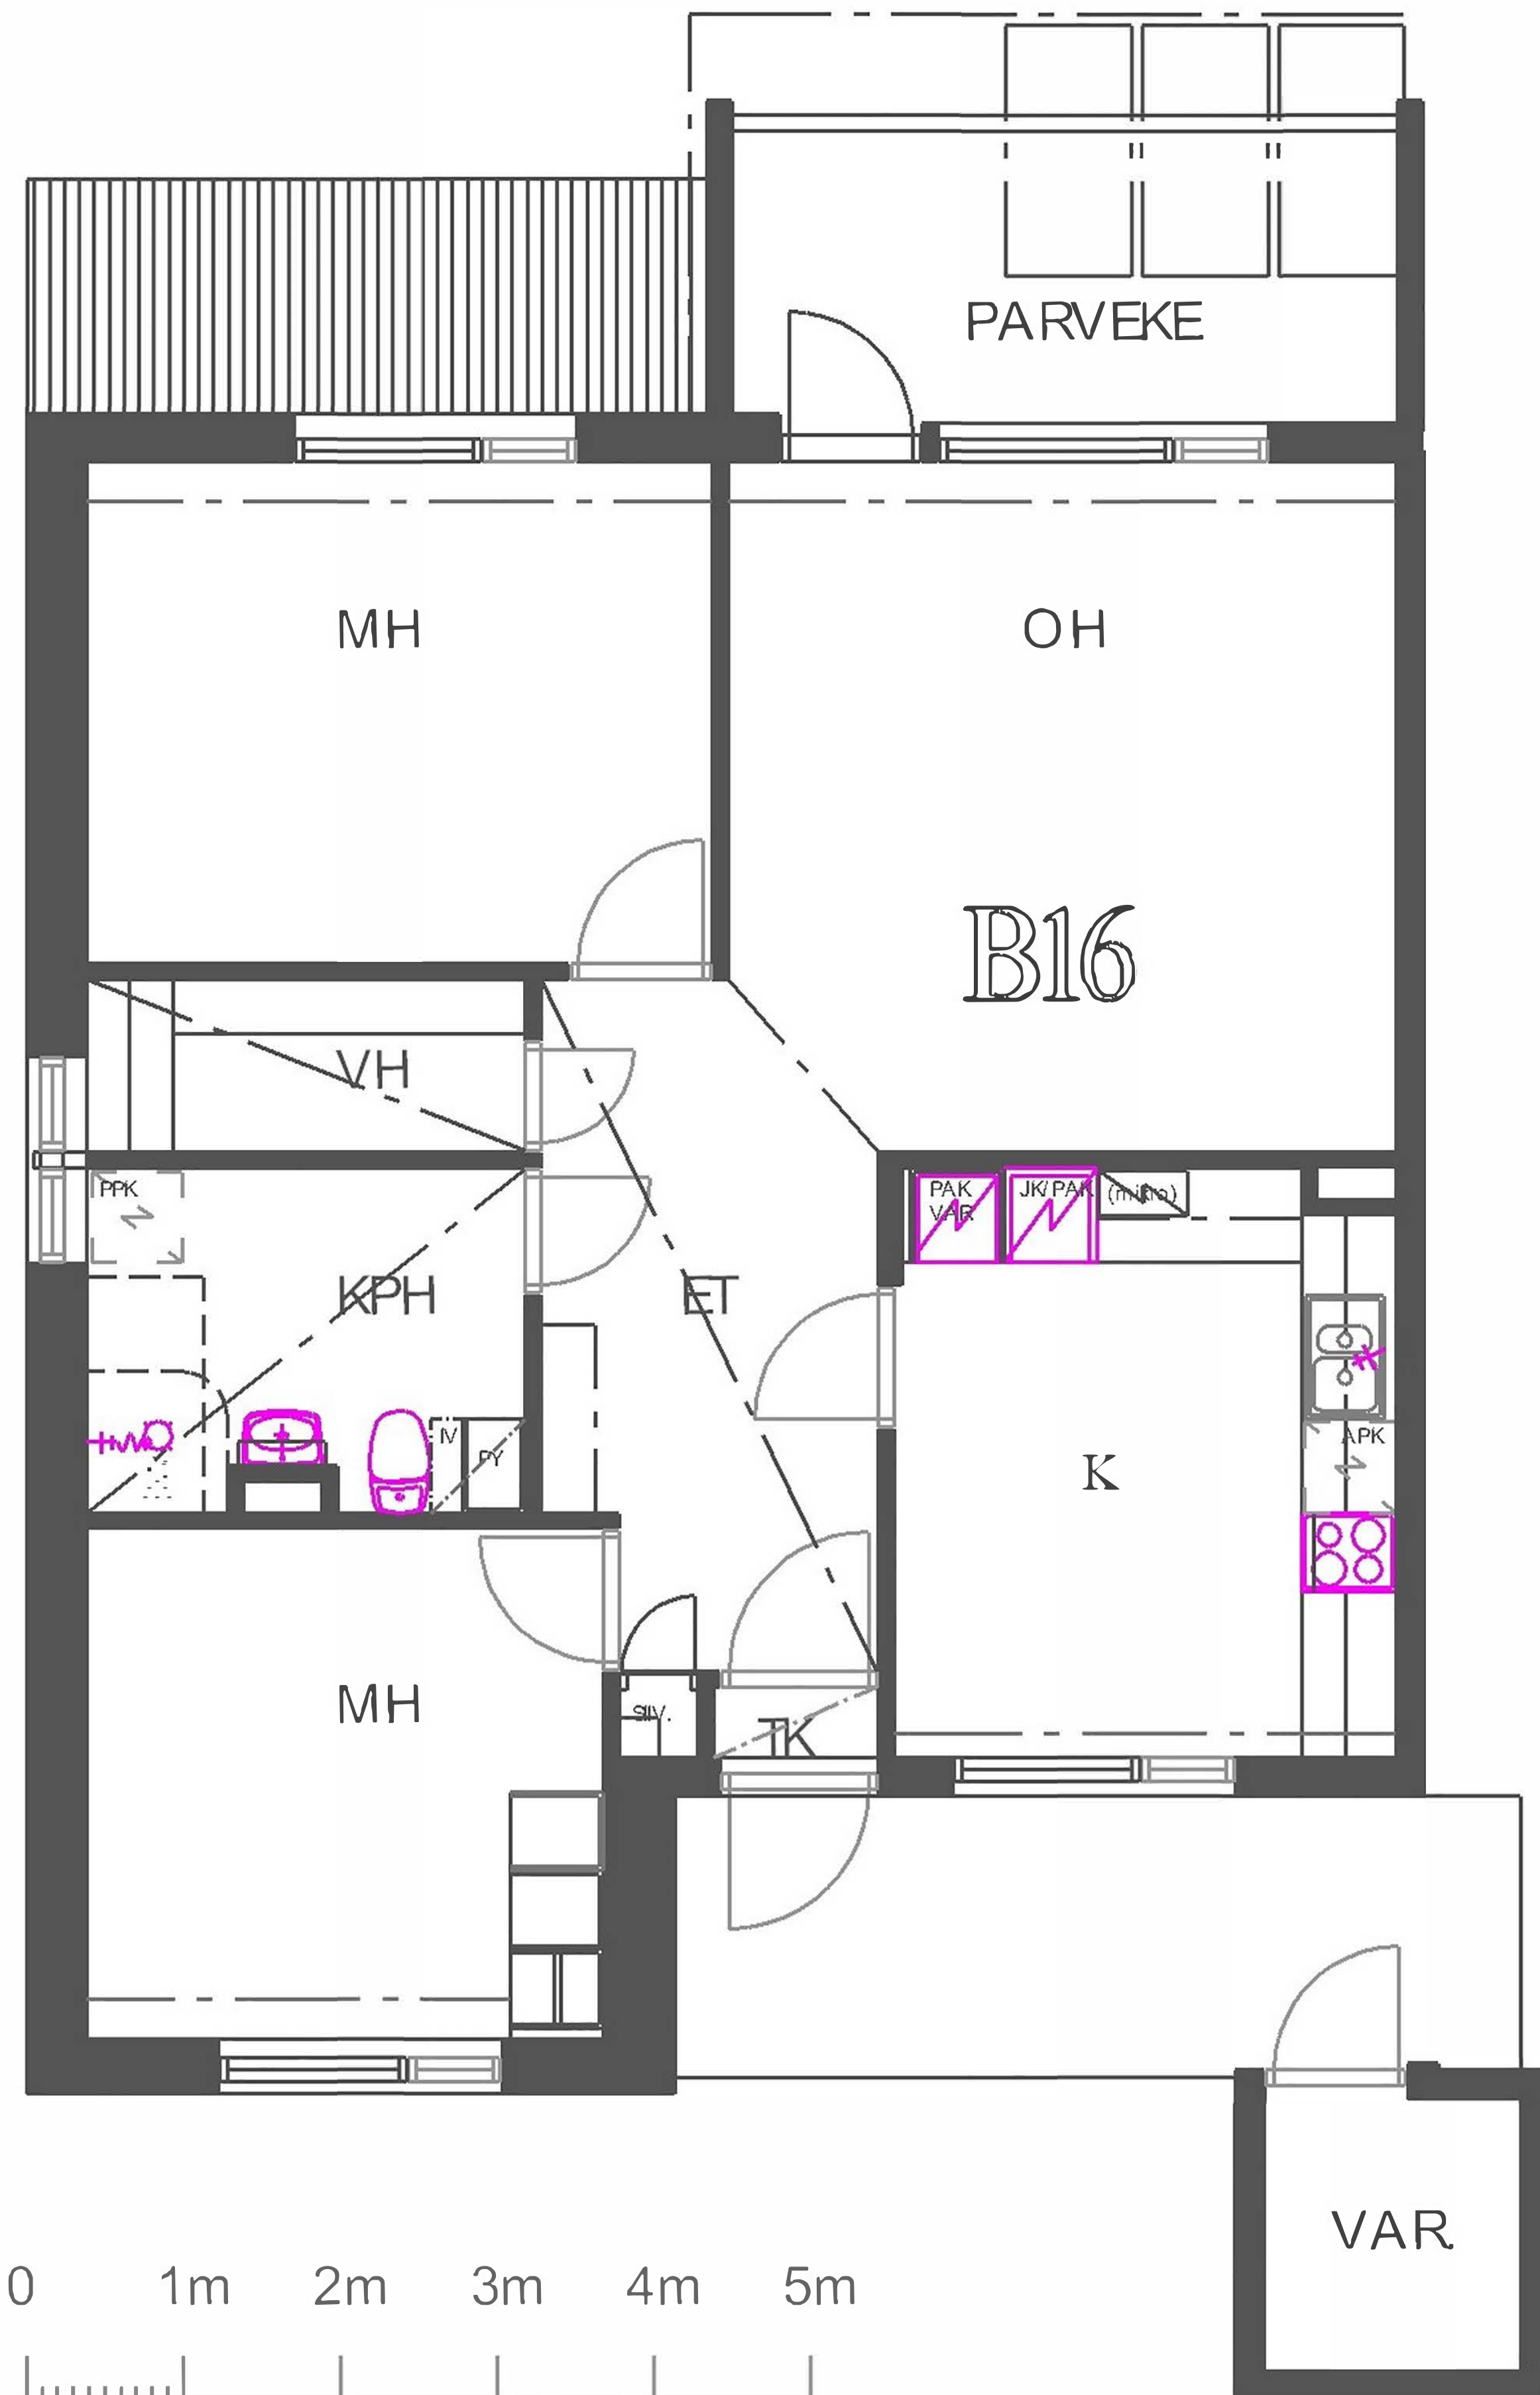 PARVEKE
MH
OH
B16
VH
PPK
PAK
VAR
JK/PAK
(mikro)
KPH
ET
IV
PY
K
APK
MH
SIIV.
TK
VAR
0 1m 2m 3m 4m 5m